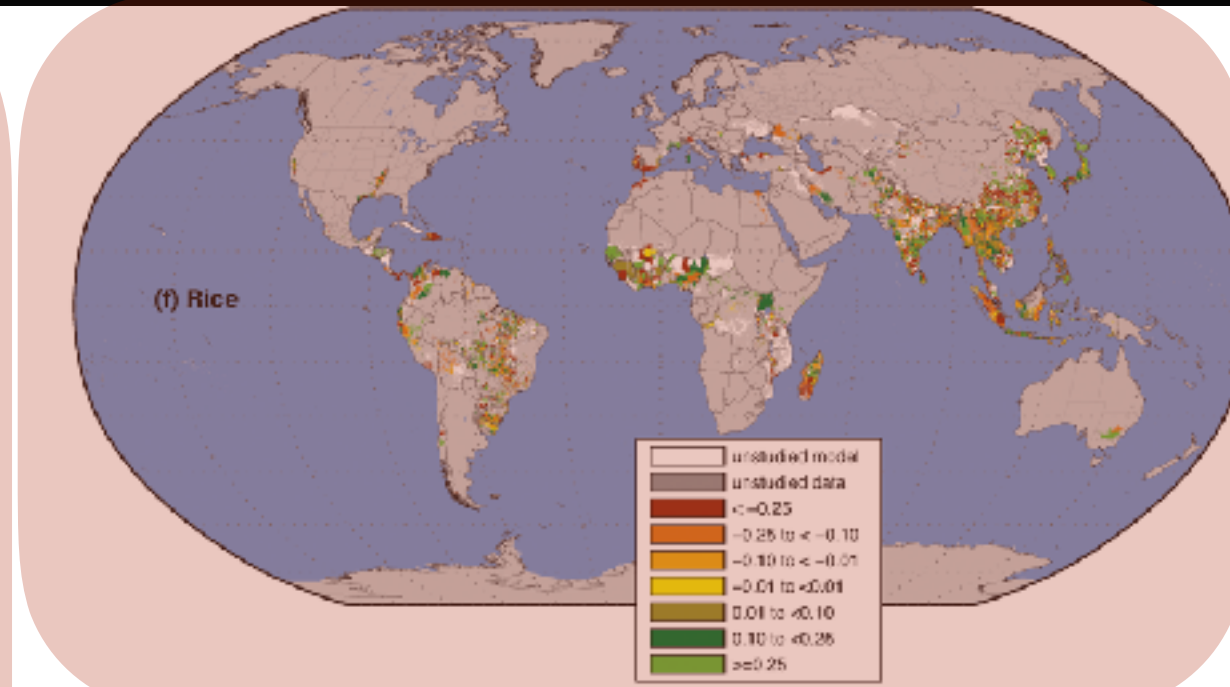 (f) Rice
unstudied model
unstudied data
<-0.25
-0.25 to < -0.10
-0.10 to < -0.01
-0.01 to <0.01
0.01 to <0.10
0.10 to <0.25
>=0.25